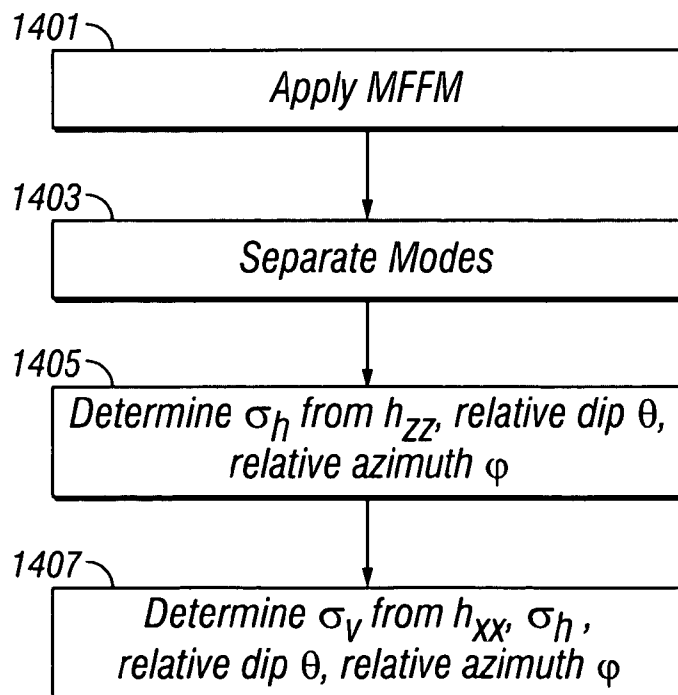 1401
Apply MFFM
1403
Separate Modes
1405
Determine σh from hzz, relative dip θ,
relative azimuth φ
1407
Determine σv from hxx, σh,
relative dip θ, relative azimuth φ